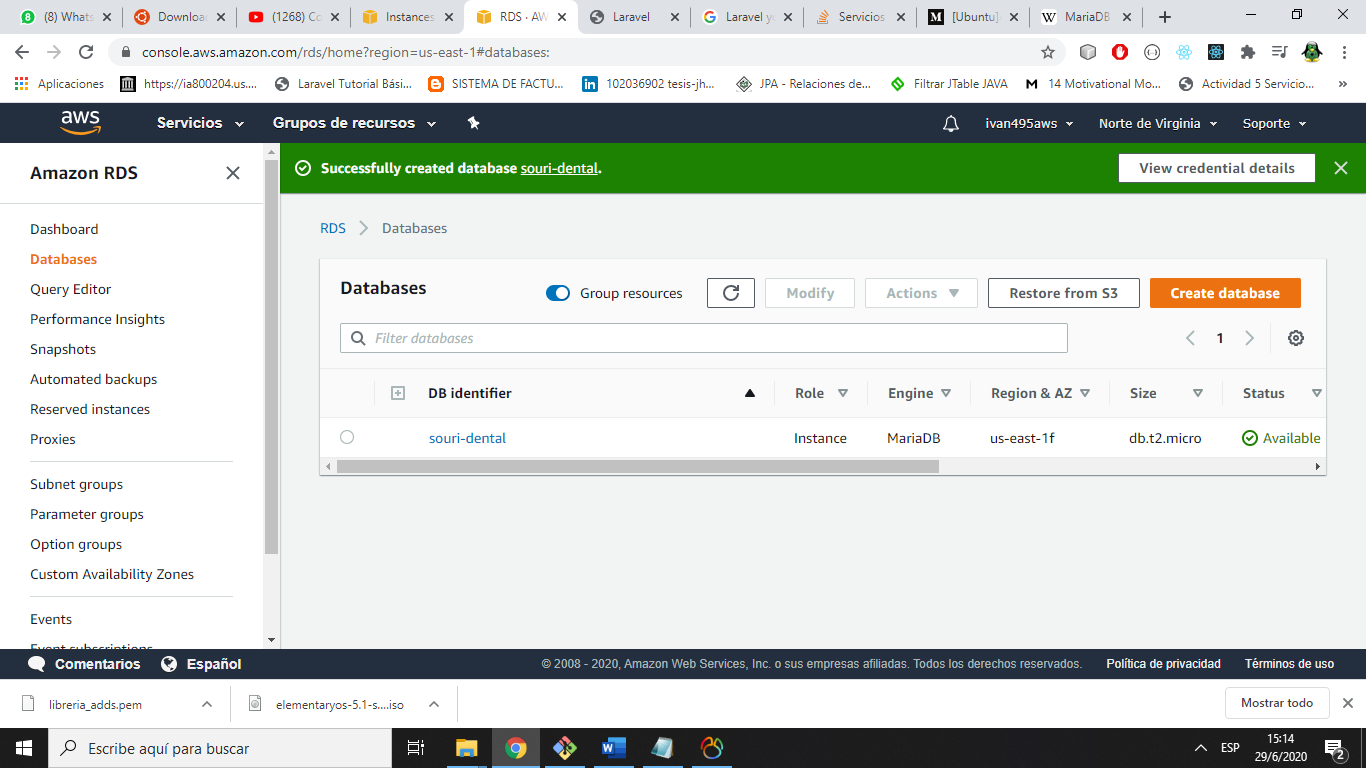 (8) Whats
Downloa
(1268) Co
Instances
RDS · AW
Laravel
Laravel yo
Servicios
[Ubuntu]
MariaDB
console.aws.amazon.com/rds/home?region=us-east-1#databases:
Aplicaciones
https://ia800204.us....
Laravel Tutorial Bási...
SISTEMA DE FACTU...
102036902 tesis-jh...
JPA - Relaciones de...
Filtrar JTable JAVA
14 Motivational Mo...
Actividad 5 Servicio...
»
aws
Servicios
Grupos de recursos
ivan495aws
Norte de Virginia
Soporte
Amazon RDS
Successfully created database souri-dental.
View credential details
Dashboard
Databases
Query Editor
Performance Insights
Snapshots
Automated backups
Reserved instances
Proxies
Subnet groups
Parameter groups
Option groups
Custom Availability Zones
Events
Event subscriptions
RDS
Databases
Databases
Group resources
Modify
Actions
Restore from S3
Create database
Filter databases
1
DB identifier
Role
Engine
Region & AZ
Size
Status
souri-dental
Instance
MariaDB
us-east-1f
db.t2.micro
Available
Comentarios
Español
© 2008 - 2020, Amazon Web Services, Inc. o sus empresas afiliadas. Todos los derechos reservados.
Política de privacidad
Términos de uso
libreria_adds.pem
elementaryos-5.1-s....iso
Mostrar todo
Escribe aquí para buscar
ESP
15:14
29/6/2020
2